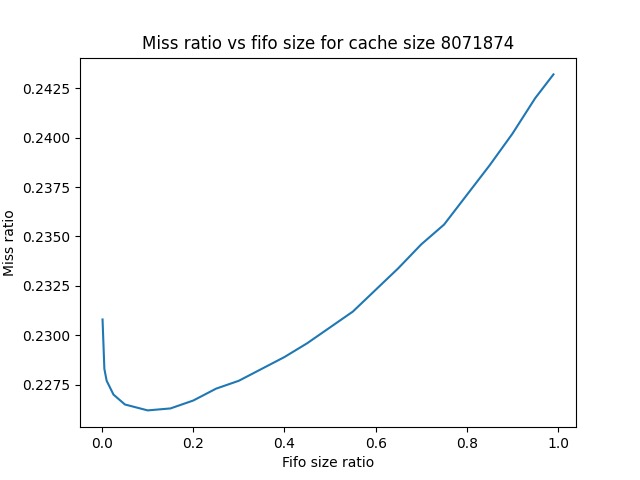 Miss ratio vs fifo size for cache size 8071874
0.2425
0.2400
0.2375
0.2350
0.2325
0.2300
0.2275
Miss ratio
0.0 0.2 0.4 0.6 0.8 1.0
Fifo size ratio